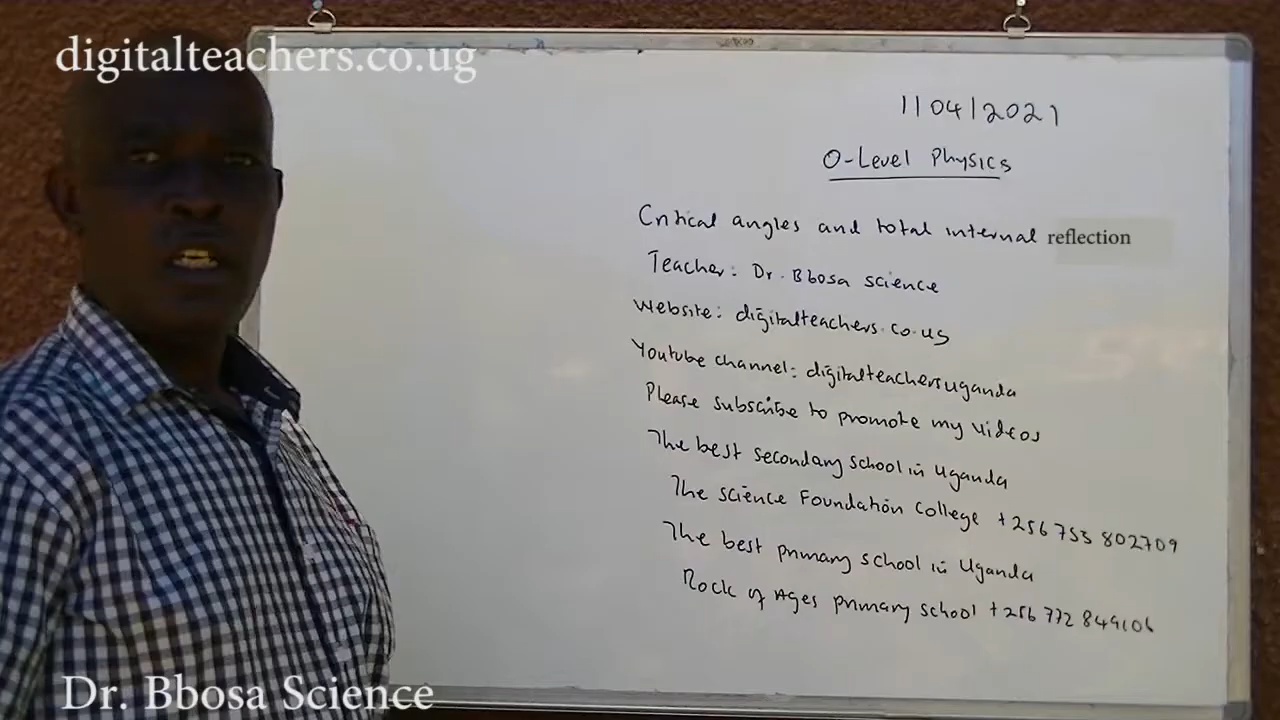 digitalteachers.co.ug
1104/2021
O-Level Physics
Critical angles and total internal reflection
Teacher: Dr. Bbosa science
Website: digitalteachers.co.ug
Youtube channel: digitalteachersuganda
Please subscribe to promote my videos
The best secondary school in Uganda
The science Foundation College +256 753 802709
The best primary school in Uganda
Rock of Ages primary school +256 772 849106
Dr. Bbosa Science